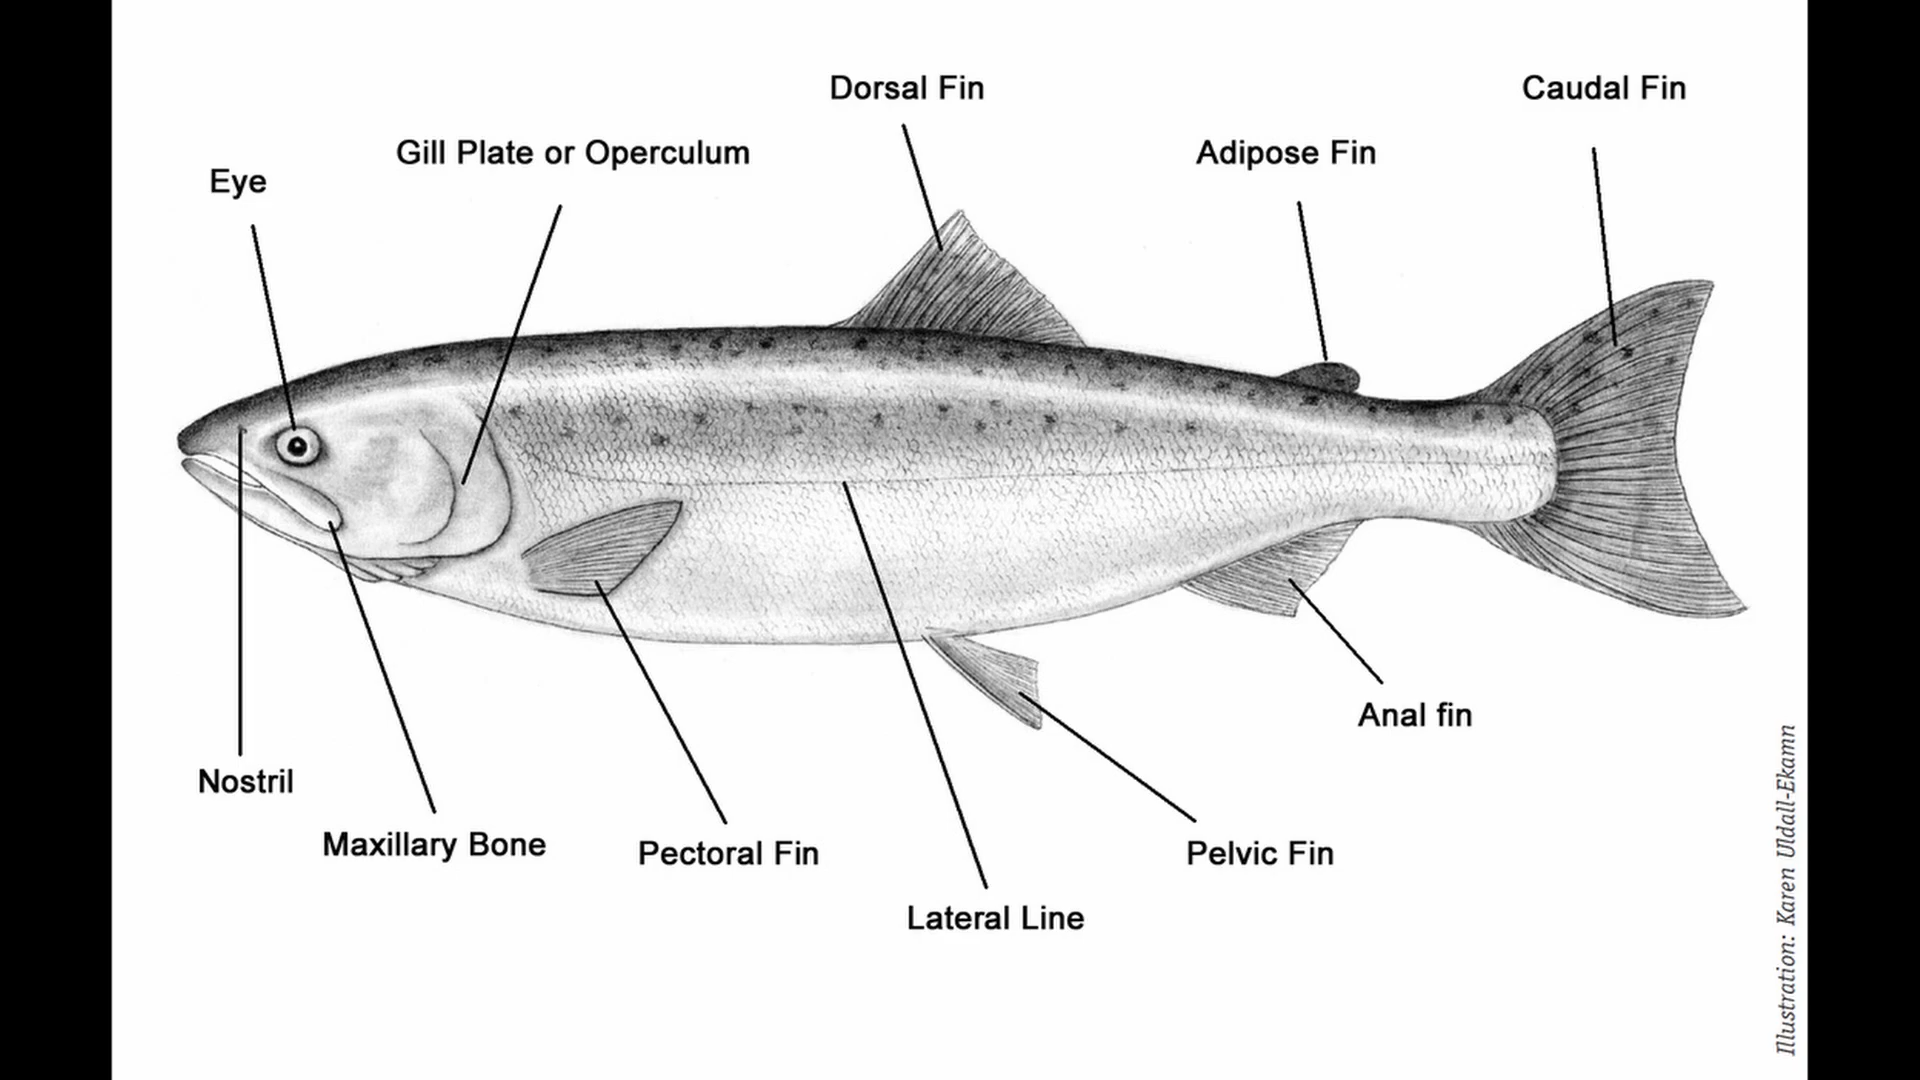 Dorsal Fin
Caudal Fin
Gill Plate or Operculum
Adipose Fin
Eye
Anal fin
Nostril
Maxillary Bone
Pectoral Fin
Pelvic Fin
Lateral Line
Illustration: Karen Uldall-Ekamn